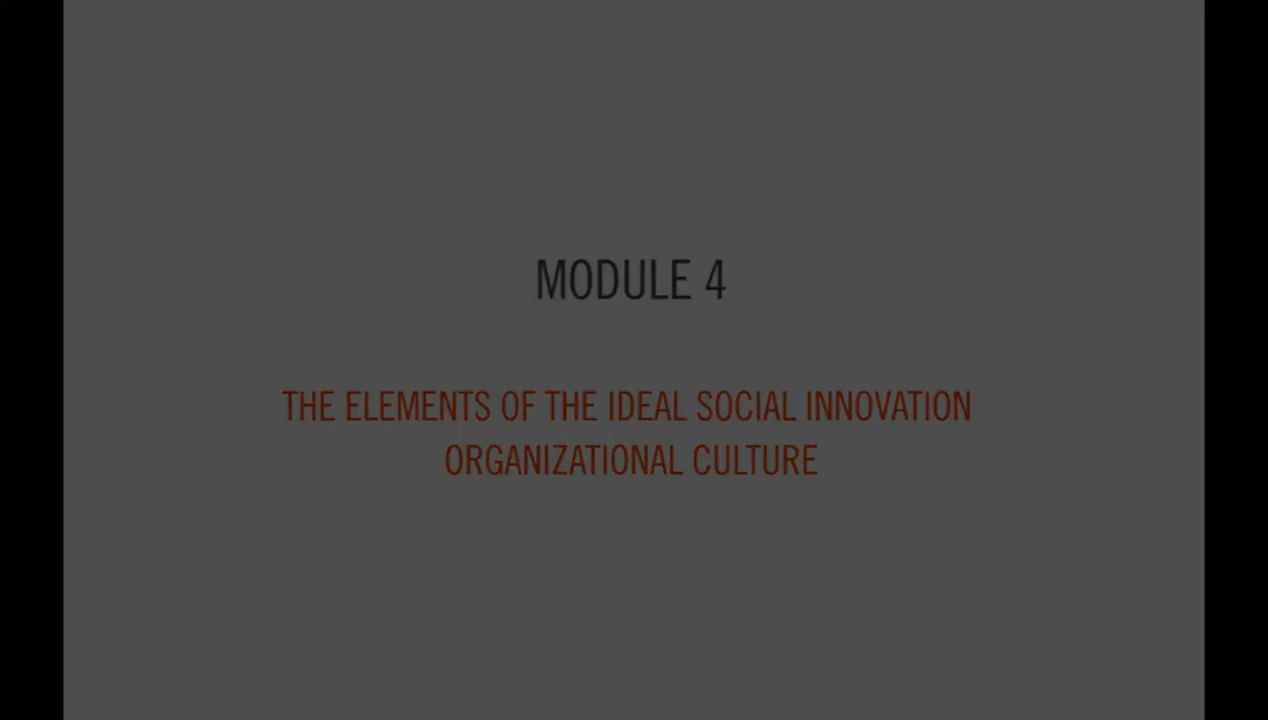 MODULE 4
THE ELEMENTS OF THE IDEAL SOCIAL INNOVATION
ORGANIZATIONAL CULTURE